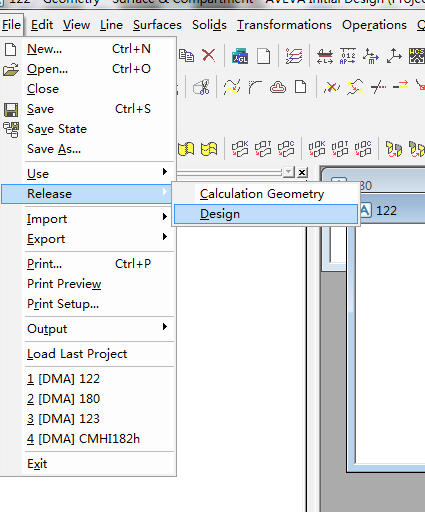 122 - Geometry - Surface & Compartment - AVEVA Initial Design (Projec
File Edit View Line Surfaces Solids Transformations Operations Q
New... Ctrl+N
Open... Ctrl+O
Close
Save Ctrl+S
Save State
Save As...
Use
Release
Calculation Geometry
Design
Import
Export
Print... Ctrl+P
Print Preview
Print Setup...
Output
Load Last Project
1 [DMA] 122
2 [DMA] 180
3 [DMA] 123
4 [DMA] CMHI182h
Exit
80
122